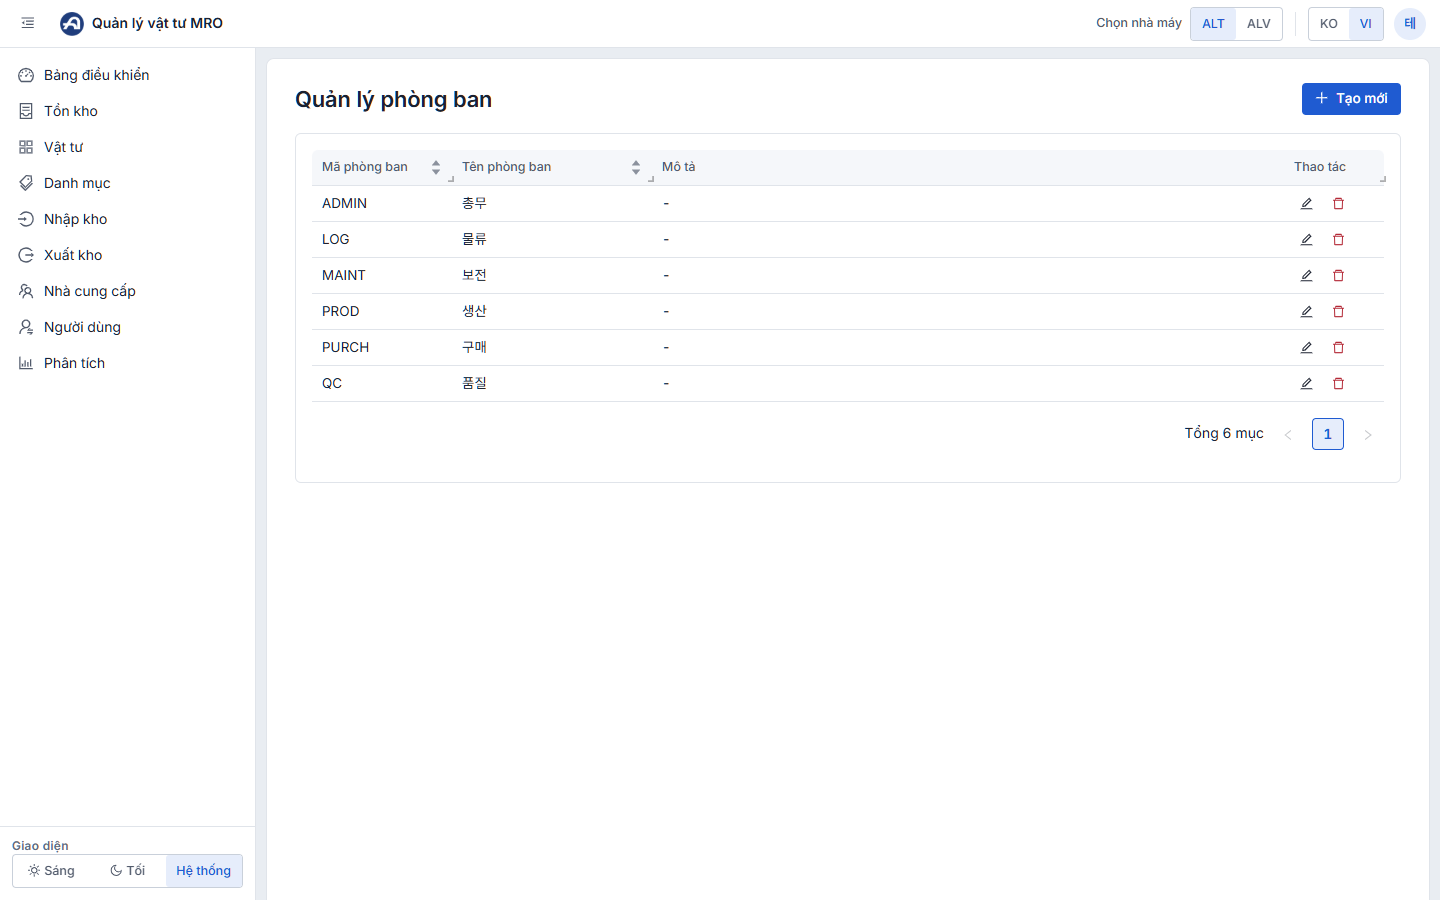 Quản lý vật tư MRO
Chọn nhà máy
ALT
ALV
KO
VI
테
Bảng điều khiển
Tồn kho
Vật tư
Danh mục
Nhập kho
Xuất kho
Nhà cung cấp
Người dùng
Phân tích
Quản lý phòng ban
Tạo mới
Mã phòng ban Tên phòng ban Mô tả Thao tác
ADMIN 총무 -
LOG 물류 -
MAINT 보전 -
PROD 생산 -
PURCH 구매 -
QC 품질 -
Tổng 6 mục
1
Giao diện
Sáng
Tối
Hệ thống